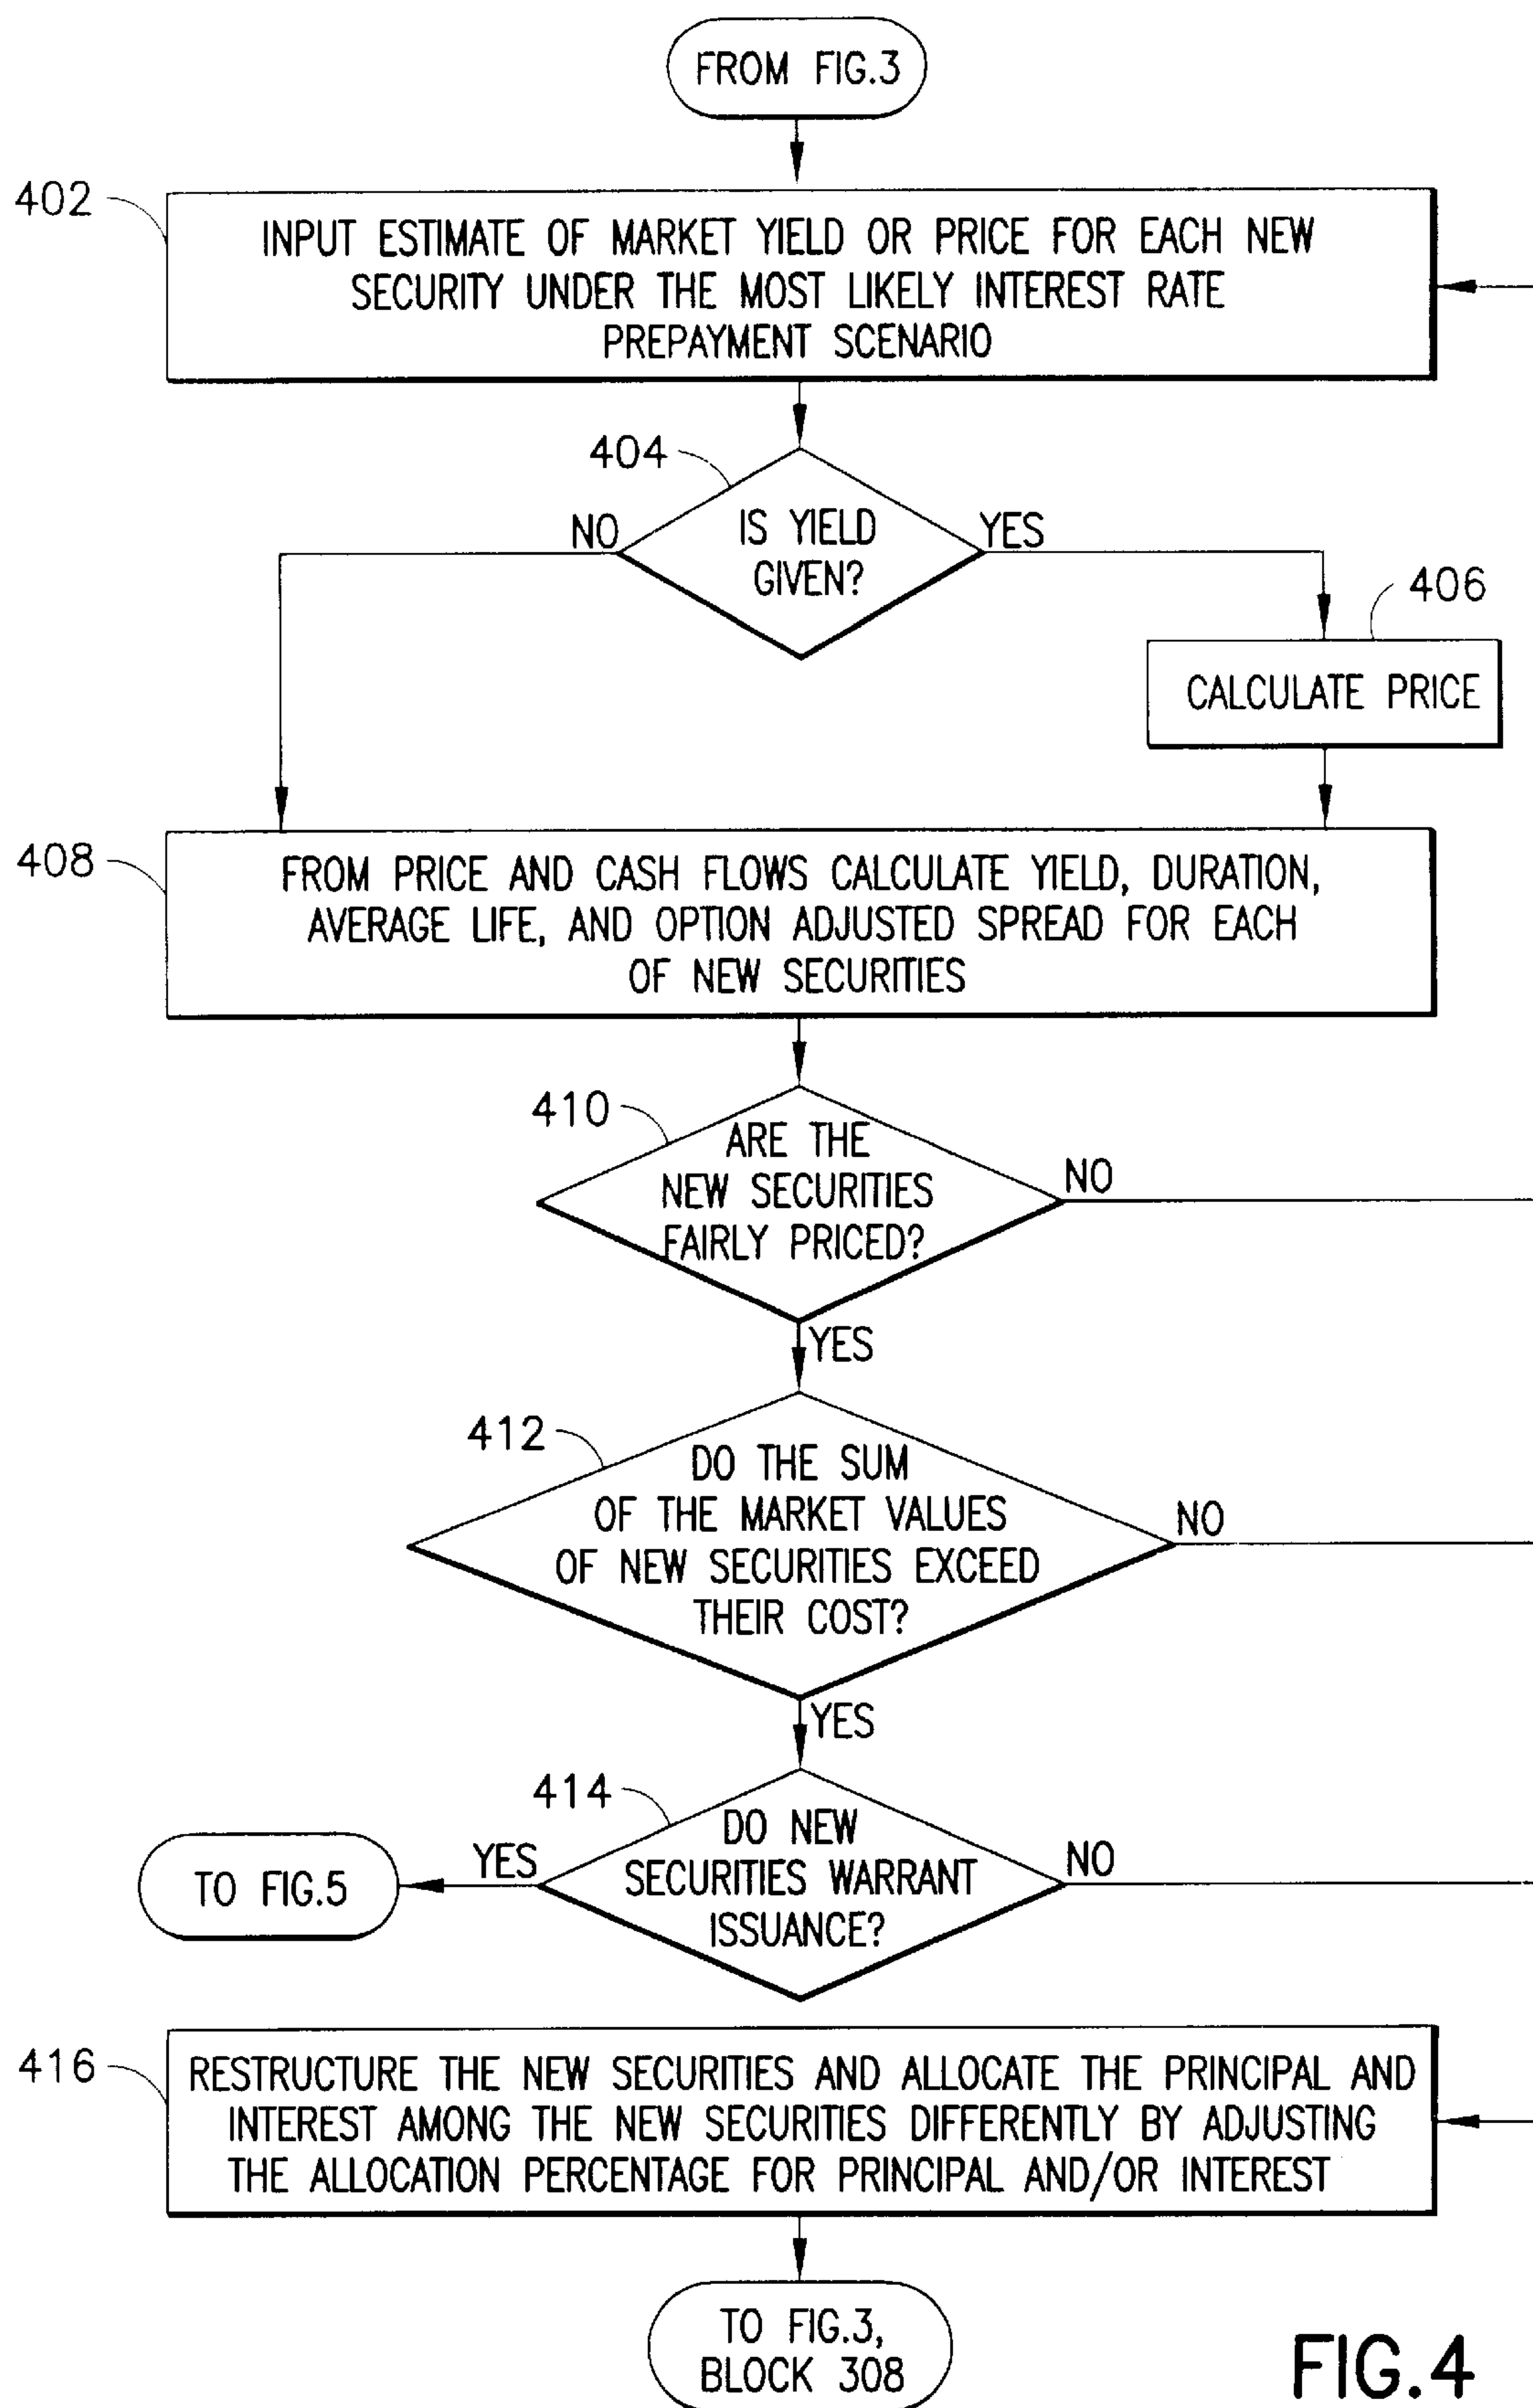 FROM FIG.3
402
INPUT ESTIMATE OF MARKET YIELD OR PRICE FOR EACH NEW
SECURITY UNDER THE MOST LIKELY INTEREST RATE
PREPAYMENT SCENARIO
404
NO
IS YIELD
GIVEN?
YES
406
CALCULATE PRICE
408
FROM PRICE AND CASH FLOWS CALCULATE YIELD, DURATION,
AVERAGE LIFE, AND OPTION ADJUSTED SPREAD FOR EACH
OF NEW SECURITIES
410
ARE THE
NEW SECURITIES
FAIRLY PRICED?
NO
YES
412
DO THE SUM
OF THE MARKET VALUES
OF NEW SECURITIES EXCEED
THEIR COST?
NO
YES
414
DO NEW
SECURITIES WARRANT
ISSUANCE?
NO
YES
TO FIG.5
416
RESTRUCTURE THE NEW SECURITIES AND ALLOCATE THE PRINCIPAL AND
INTEREST AMONG THE NEW SECURITIES DIFFERENTLY BY ADJUSTING
THE ALLOCATION PERCENTAGE FOR PRINCIPAL AND/OR INTEREST
TO FIG.3,
BLOCK 308
FIG.4